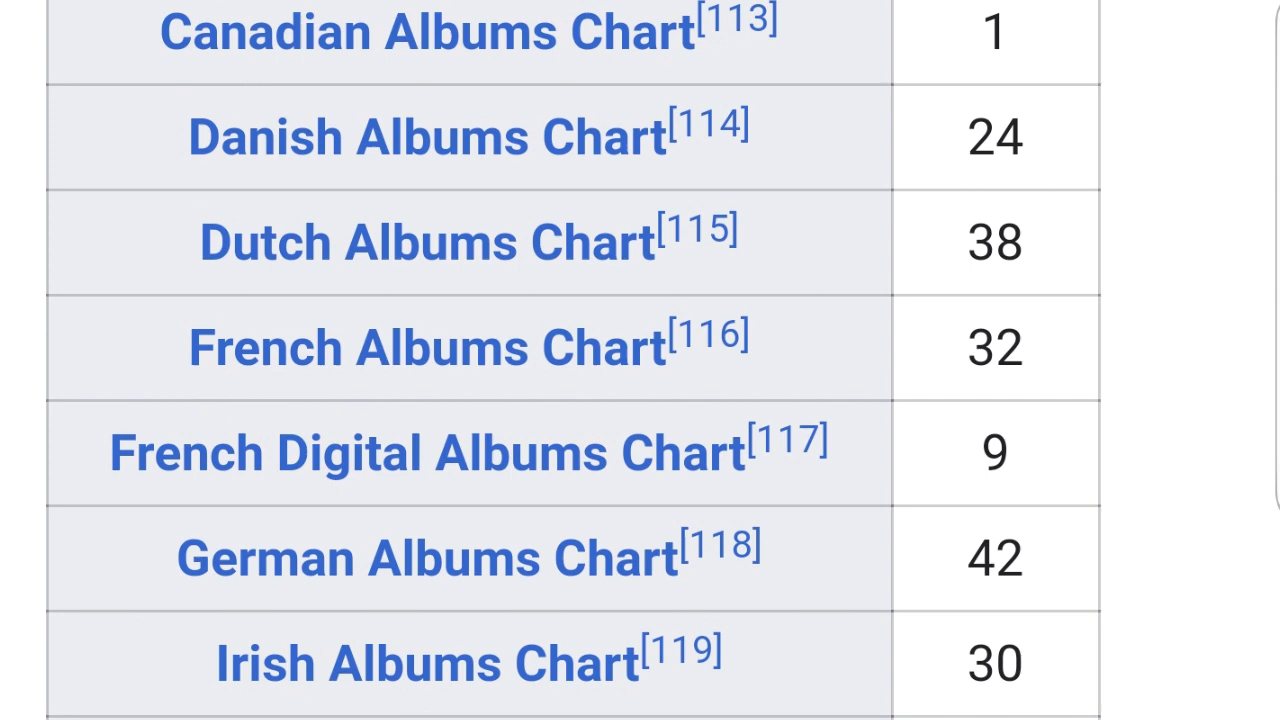 Canadian Albums Chart[113] 1
Danish Albums Chart[114] 24
Dutch Albums Chart[115] 38
French Albums Chart[116] 32
French Digital Albums Chart[117] 9
German Albums Chart[118] 42
Irish Albums Chart[119] 30